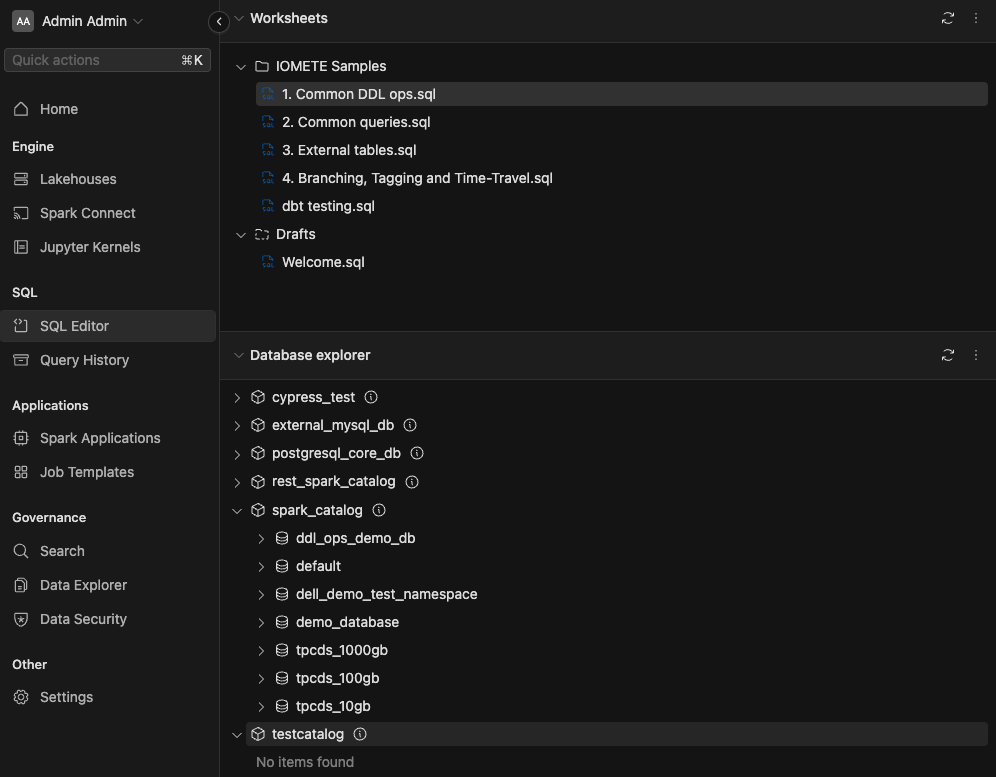 AA Admin Admin
Quick actions ⌘K
Home
Engine
Lakehouses
Spark Connect
Jupyter Kernels
SQL
SQL Editor
Query History
Applications
Spark Applications
Job Templates
Governance
Search
Data Explorer
Data Security
Other
Settings
Worksheets
IOMETE Samples
1. Common DDL ops.sql
2. Common queries.sql
3. External tables.sql
4. Branching, Tagging and Time-Travel.sql
dbt testing.sql
Drafts
Welcome.sql
Database explorer
cypress_test
external_mysql_db
postgresql_core_db
rest_spark_catalog
spark_catalog
ddl_ops_demo_db
default
dell_demo_test_namespace
demo_database
tpcds_1000gb
tpcds_100gb
tpcds_10gb
testcatalog
No items found